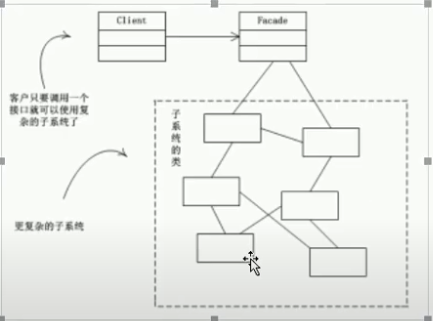 Client
Facade
客户只要调用一个
接口就可以使用复
杂的子系统了
子系统的类
更复杂的子系统